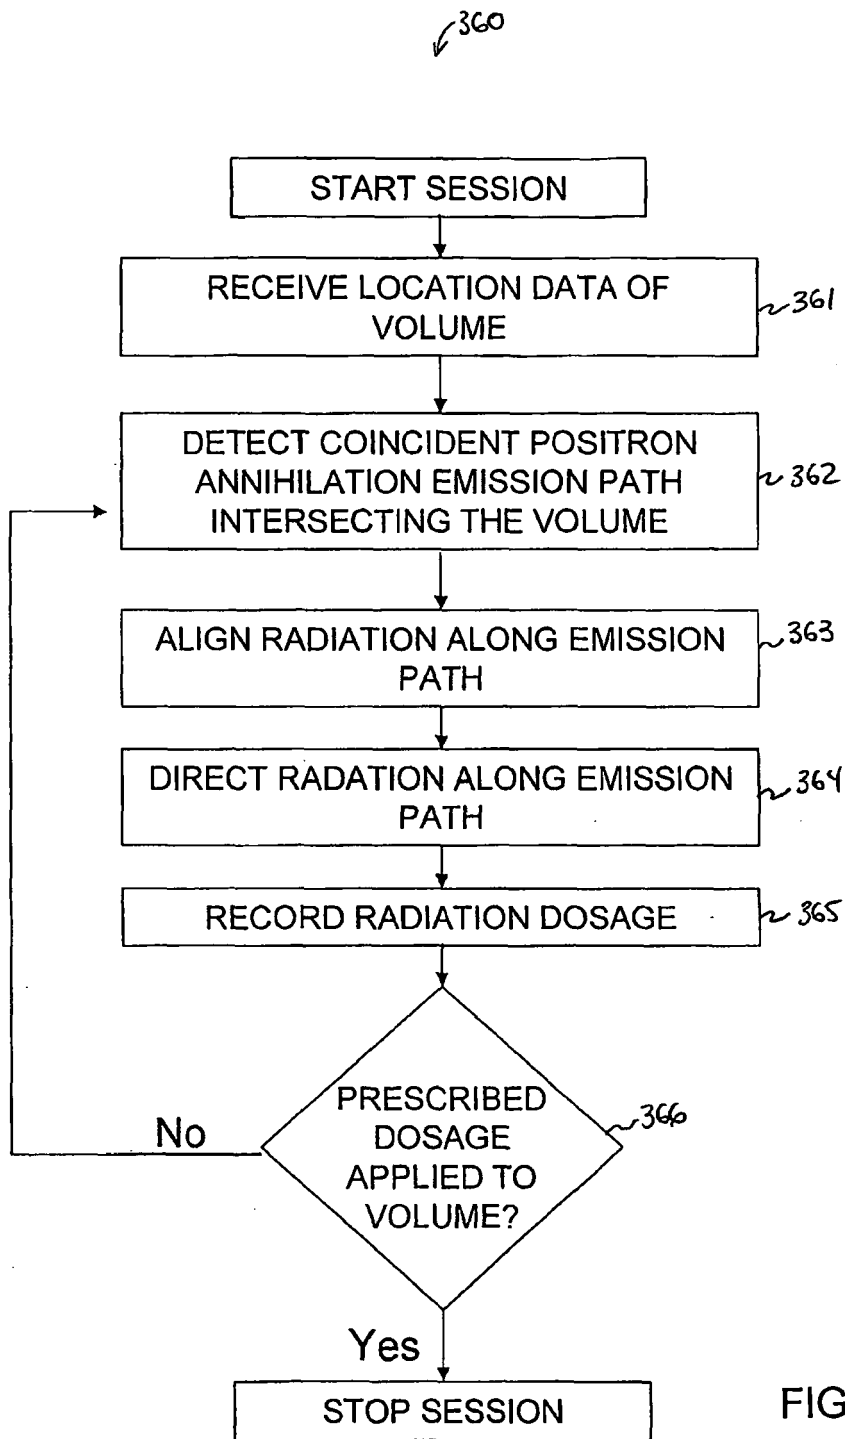 360
START SESSION
RECEIVE LOCATION DATA OF
VOLUME
361
DETECT COINCIDENT POSITRON
ANNIHILATION EMISSION PATH
INTERSECTING THE VOLUME
362
ALIGN RADIATION ALONG EMISSION
PATH
363
DIRECT RADATION ALONG EMISSION
PATH
364
RECORD RADIATION DOSAGE
365
PRESCRIBED
DOSAGE
APPLIED TO
VOLUME?
366
No
Yes
STOP SESSION
FIG